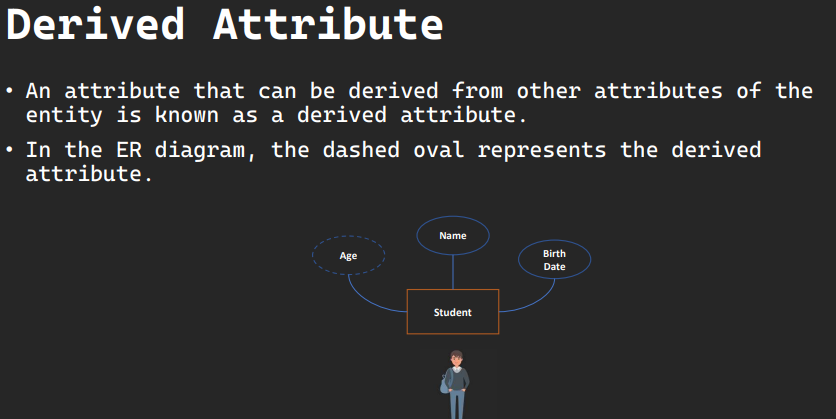 Derived Attribute
• An attribute that can be derived from other attributes of the
entity is known as a derived attribute.
• In the ER diagram, the dashed oval represents the derived
attribute.
Name
Age
Birth
Date
Student